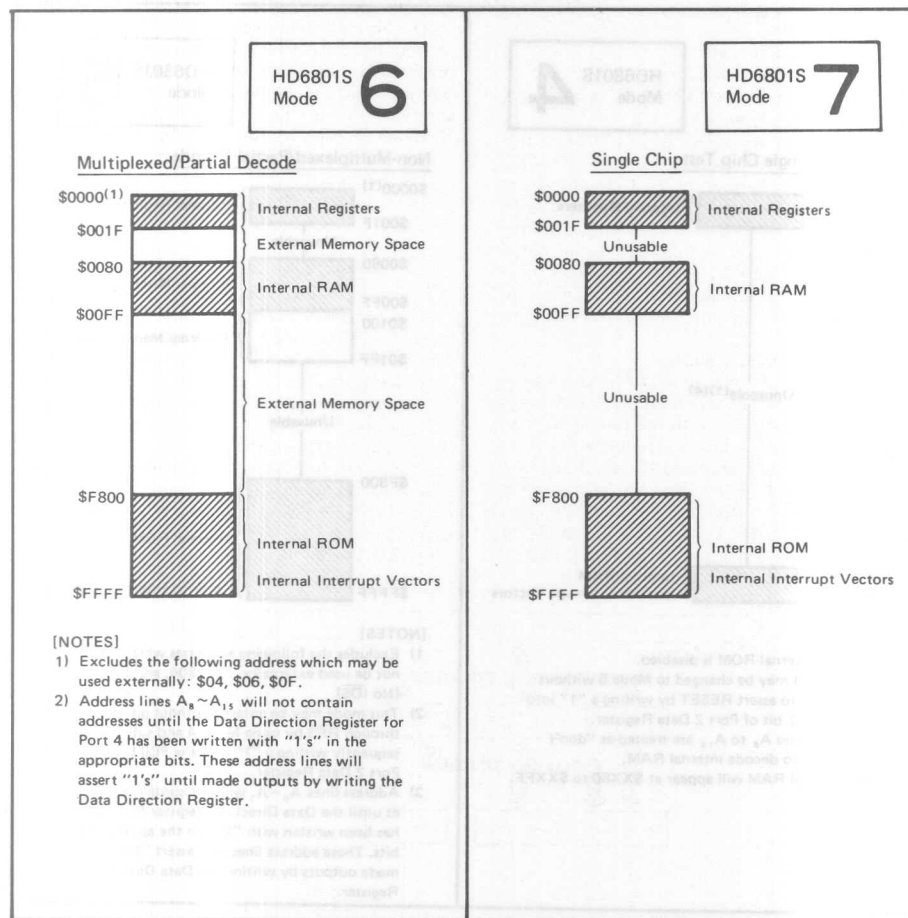 HD6801S
Mode 6
Multiplexed/Partial Decode
$0000(1)
Internal Registers
$001F
External Memory Space
$0080
Internal RAM
$00FF
External Memory Space
$F800
Internal ROM
Internal Interrupt Vectors
$FFFF
[NOTES]
1) Excludes the following address which may be
used externally: $04, $06, $0F.
2) Address lines A₈~A₁₅ will not contain
addresses until the Data Direction Register for
Port 4 has been written with "1's" in the
appropriate bits. These address lines will
assert "1's" until made outputs by writing the
Data Direction Register.
HD6801S
Mode 7
Single Chip
$0000
Internal Registers
$001F
Unusable
$0080
Internal RAM
$00FF
Unusable
$F800
Internal ROM
Internal Interrupt Vectors
$FFFF